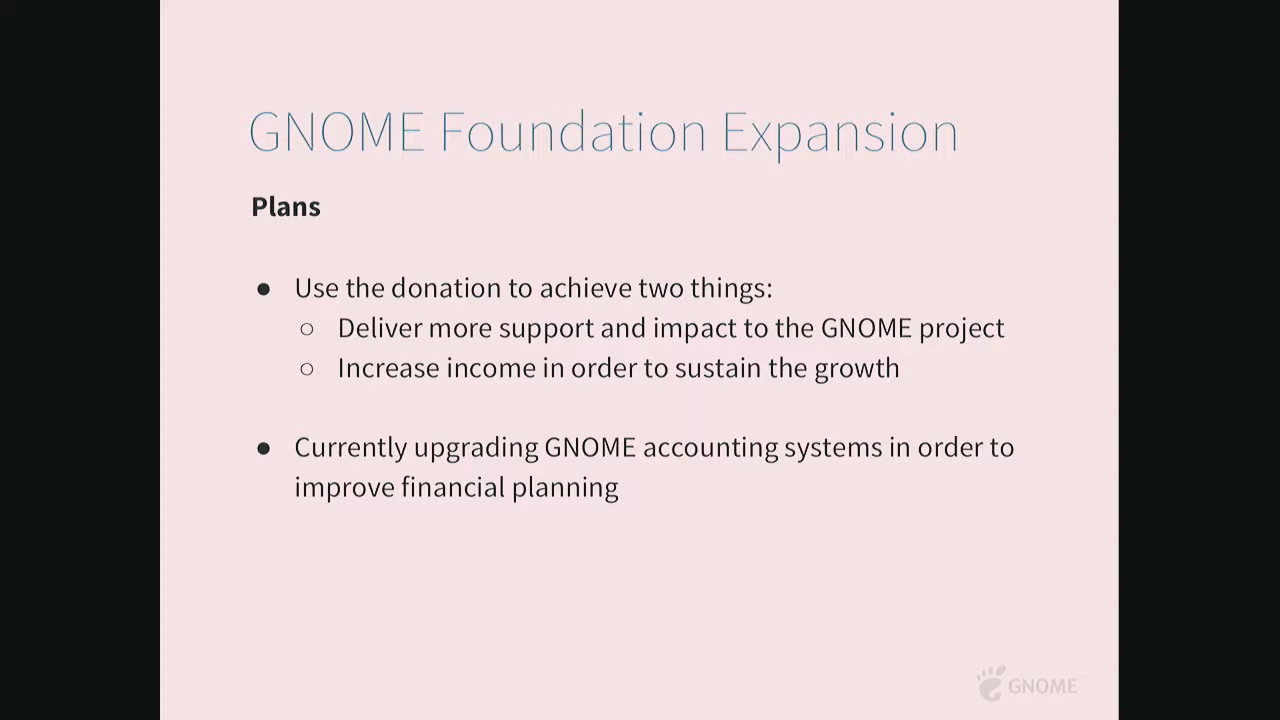 GNOME Foundation Expansion
Plans
● Use the donation to achieve two things:
○ Deliver more support and impact to the GNOME project
○ Increase income in order to sustain the growth
● Currently upgrading GNOME accounting systems in order to
improve financial planning
GNOME